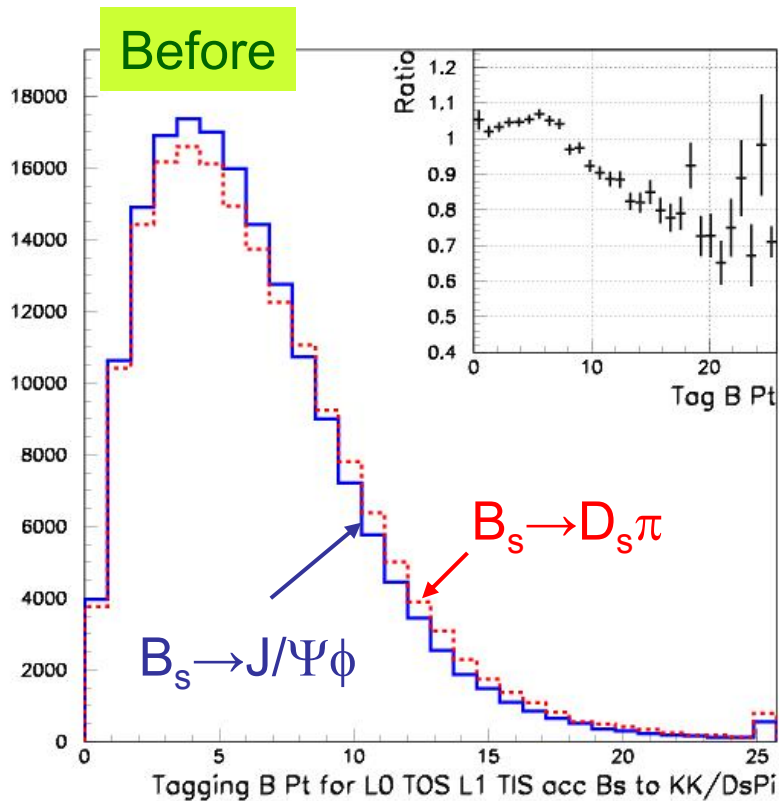 Before
18000
16000
14000
12000
10000
8000
6000
4000
2000
0
0 5 10 15 20 25
Tagging B Pt for L0 TOS L1 TIS acc Bs to KK/DsPi
Ratio
1.2
1.1
1
0.9
0.8
0.7
0.6
0.5
0.4
0 10 20
Tag B Pt
Bs→Dsπ
Bs→J/Ψϕ